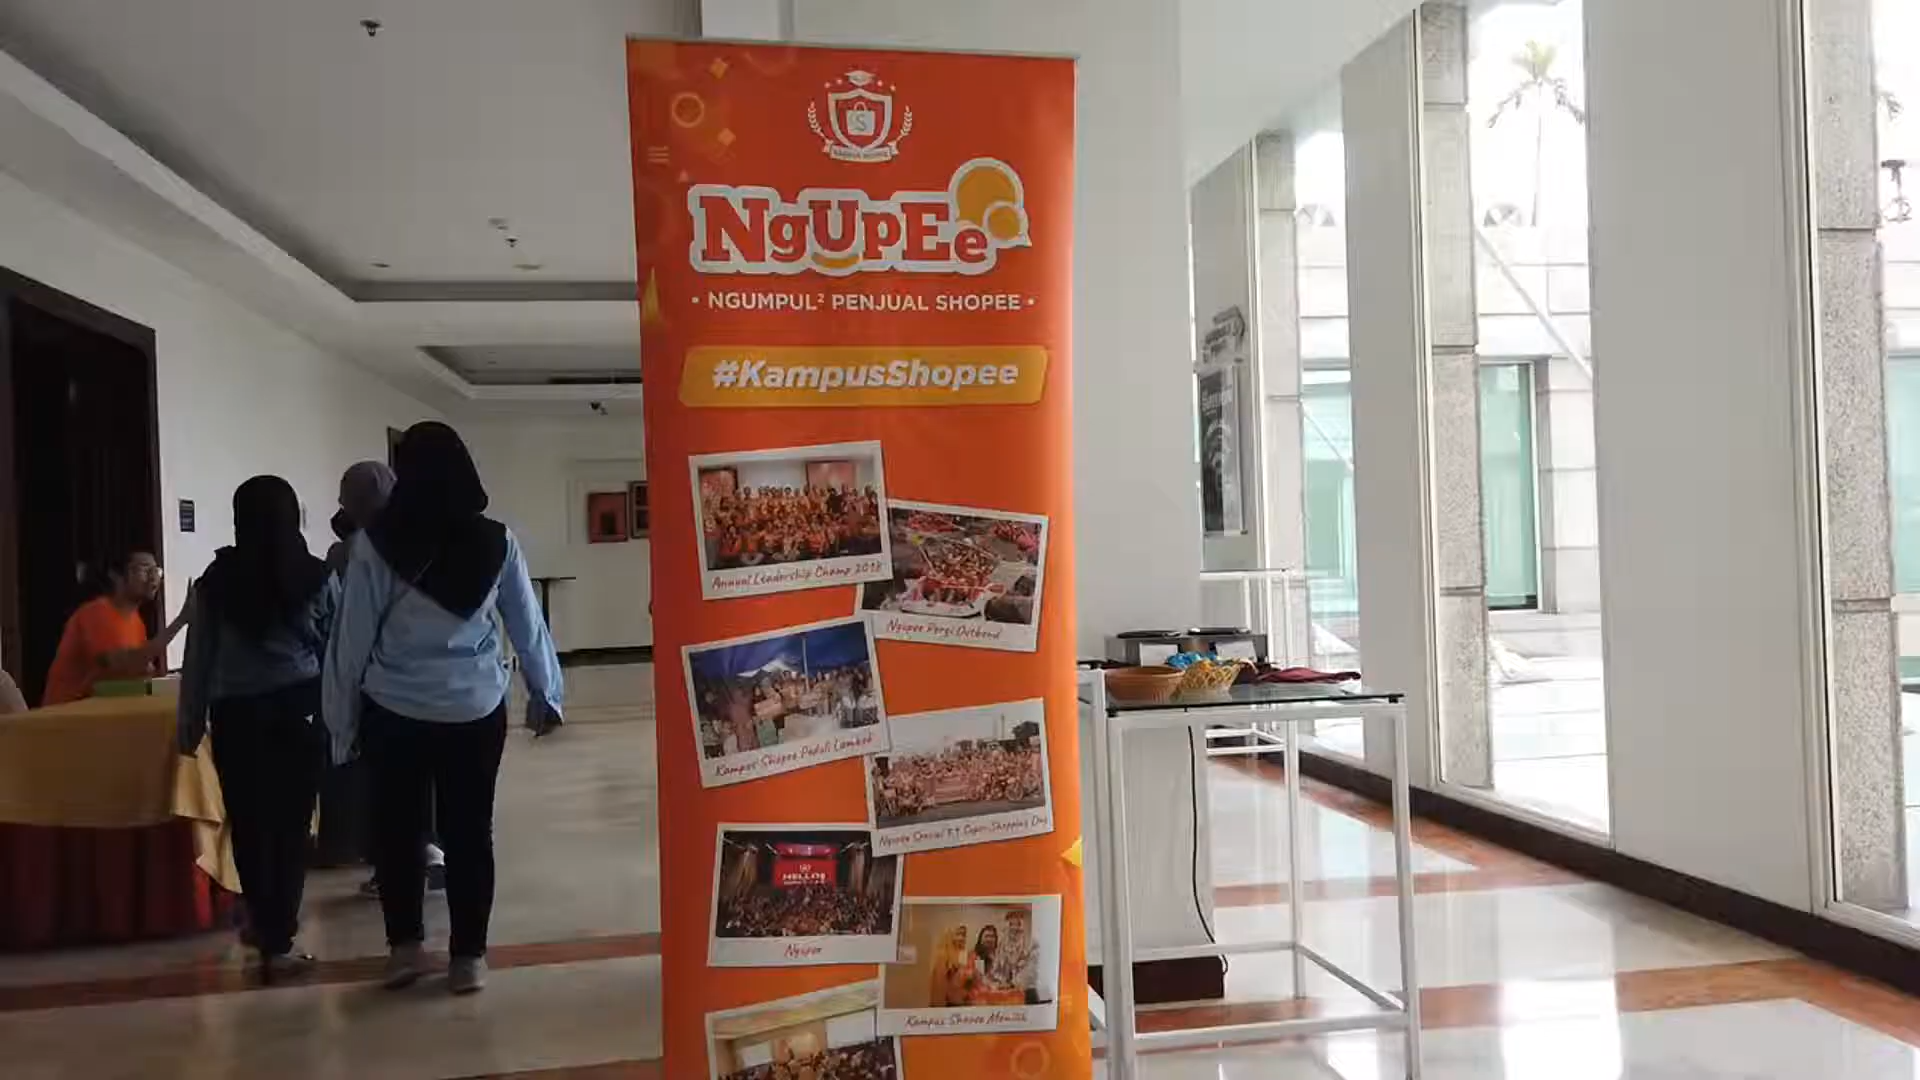 NgUpEe
• NGUMPUL² PENJUAL SHOPEE •
#KampusShopee
Annual Leadership Champ 2018
Ngupee Pergi Outbond
Kampus Shopee Peduli Lombok
Ngupee Special 9.9 Super Shopping Day
HELLO
Ngupee
Kampus Shopee